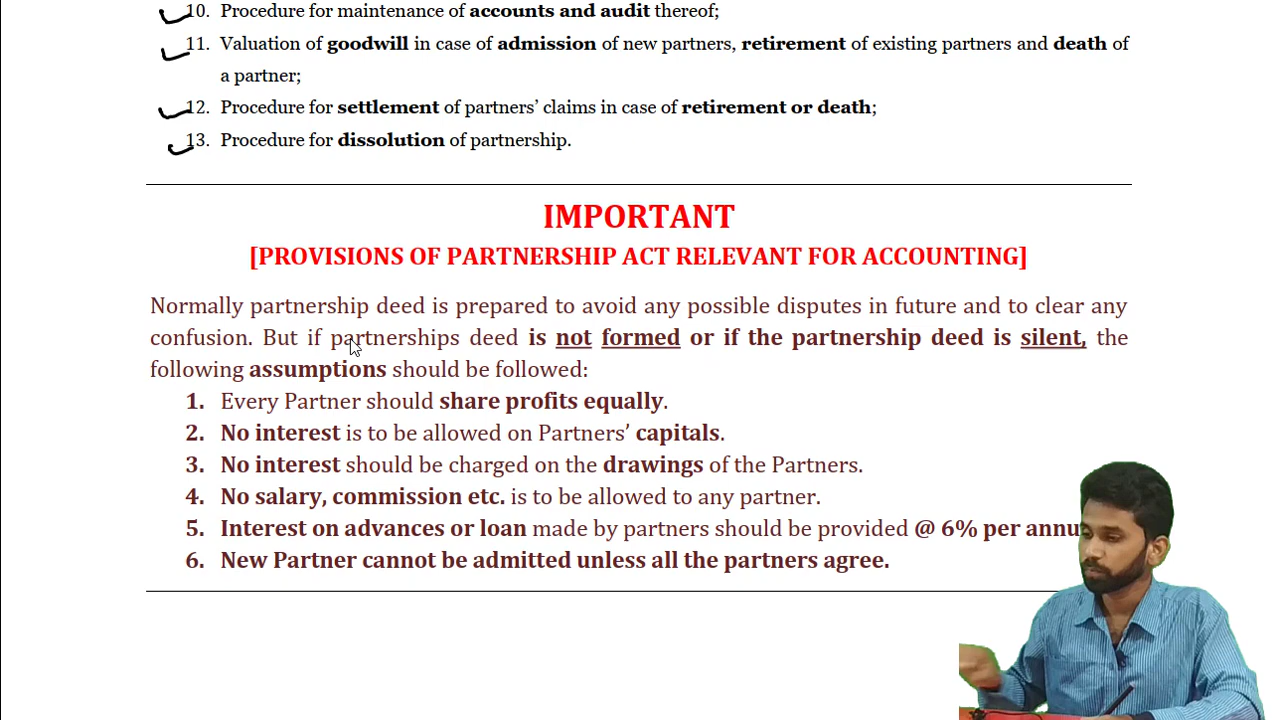 10. Procedure for maintenance of accounts and audit thereof;
11. Valuation of goodwill in case of admission of new partners, retirement of existing partners and death of
a partner;
12. Procedure for settlement of partners’ claims in case of retirement or death;
13. Procedure for dissolution of partnership.
IMPORTANT
[PROVISIONS OF PARTNERSHIP ACT RELEVANT FOR ACCOUNTING]
Normally partnership deed is prepared to avoid any possible disputes in future and to clear any
confusion. But if partnerships deed is not formed or if the partnership deed is silent, the
following assumptions should be followed:
1. Every Partner should share profits equally.
2. No interest is to be allowed on Partners’ capitals.
3. No interest should be charged on the drawings of the Partners.
4. No salary, commission etc. is to be allowed to any partner.
5. Interest on advances or loan made by partners should be provided @ 6% per annu
6. New Partner cannot be admitted unless all the partners agree.